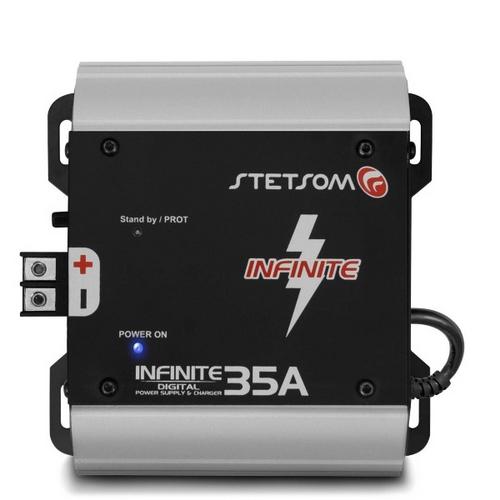 STETSOM
Stand by / PROT
INFINITE
+
-
POWER ON
INFINITE 35A
DIGITAL
POWER SUPPLY & CHARGER